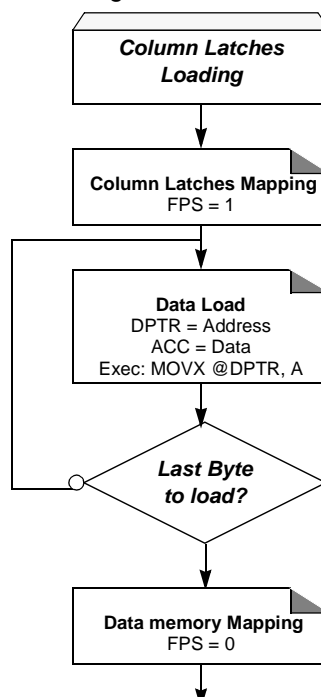 Column Latches
Loading
Column Latches Mapping
FPS = 1
Data Load
DPTR = Address
ACC = Data
Exec: MOVX @DPTR, A
Last Byte
to load?
Data memory Mapping
FPS = 0